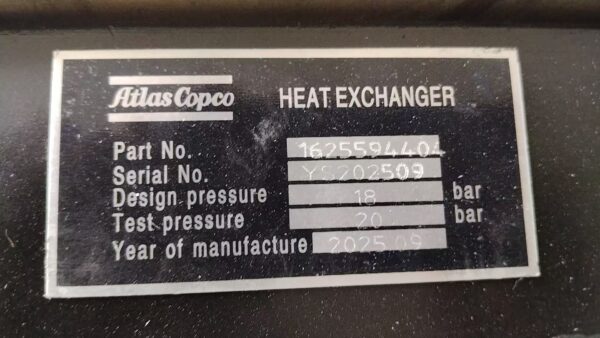 Atlas Copco HEAT EXCHANGER
Part No. 1625594404
Serial No. YS202509
Design pressure 18 bar
Test pressure 20 bar
Year of manufacture 2025.09